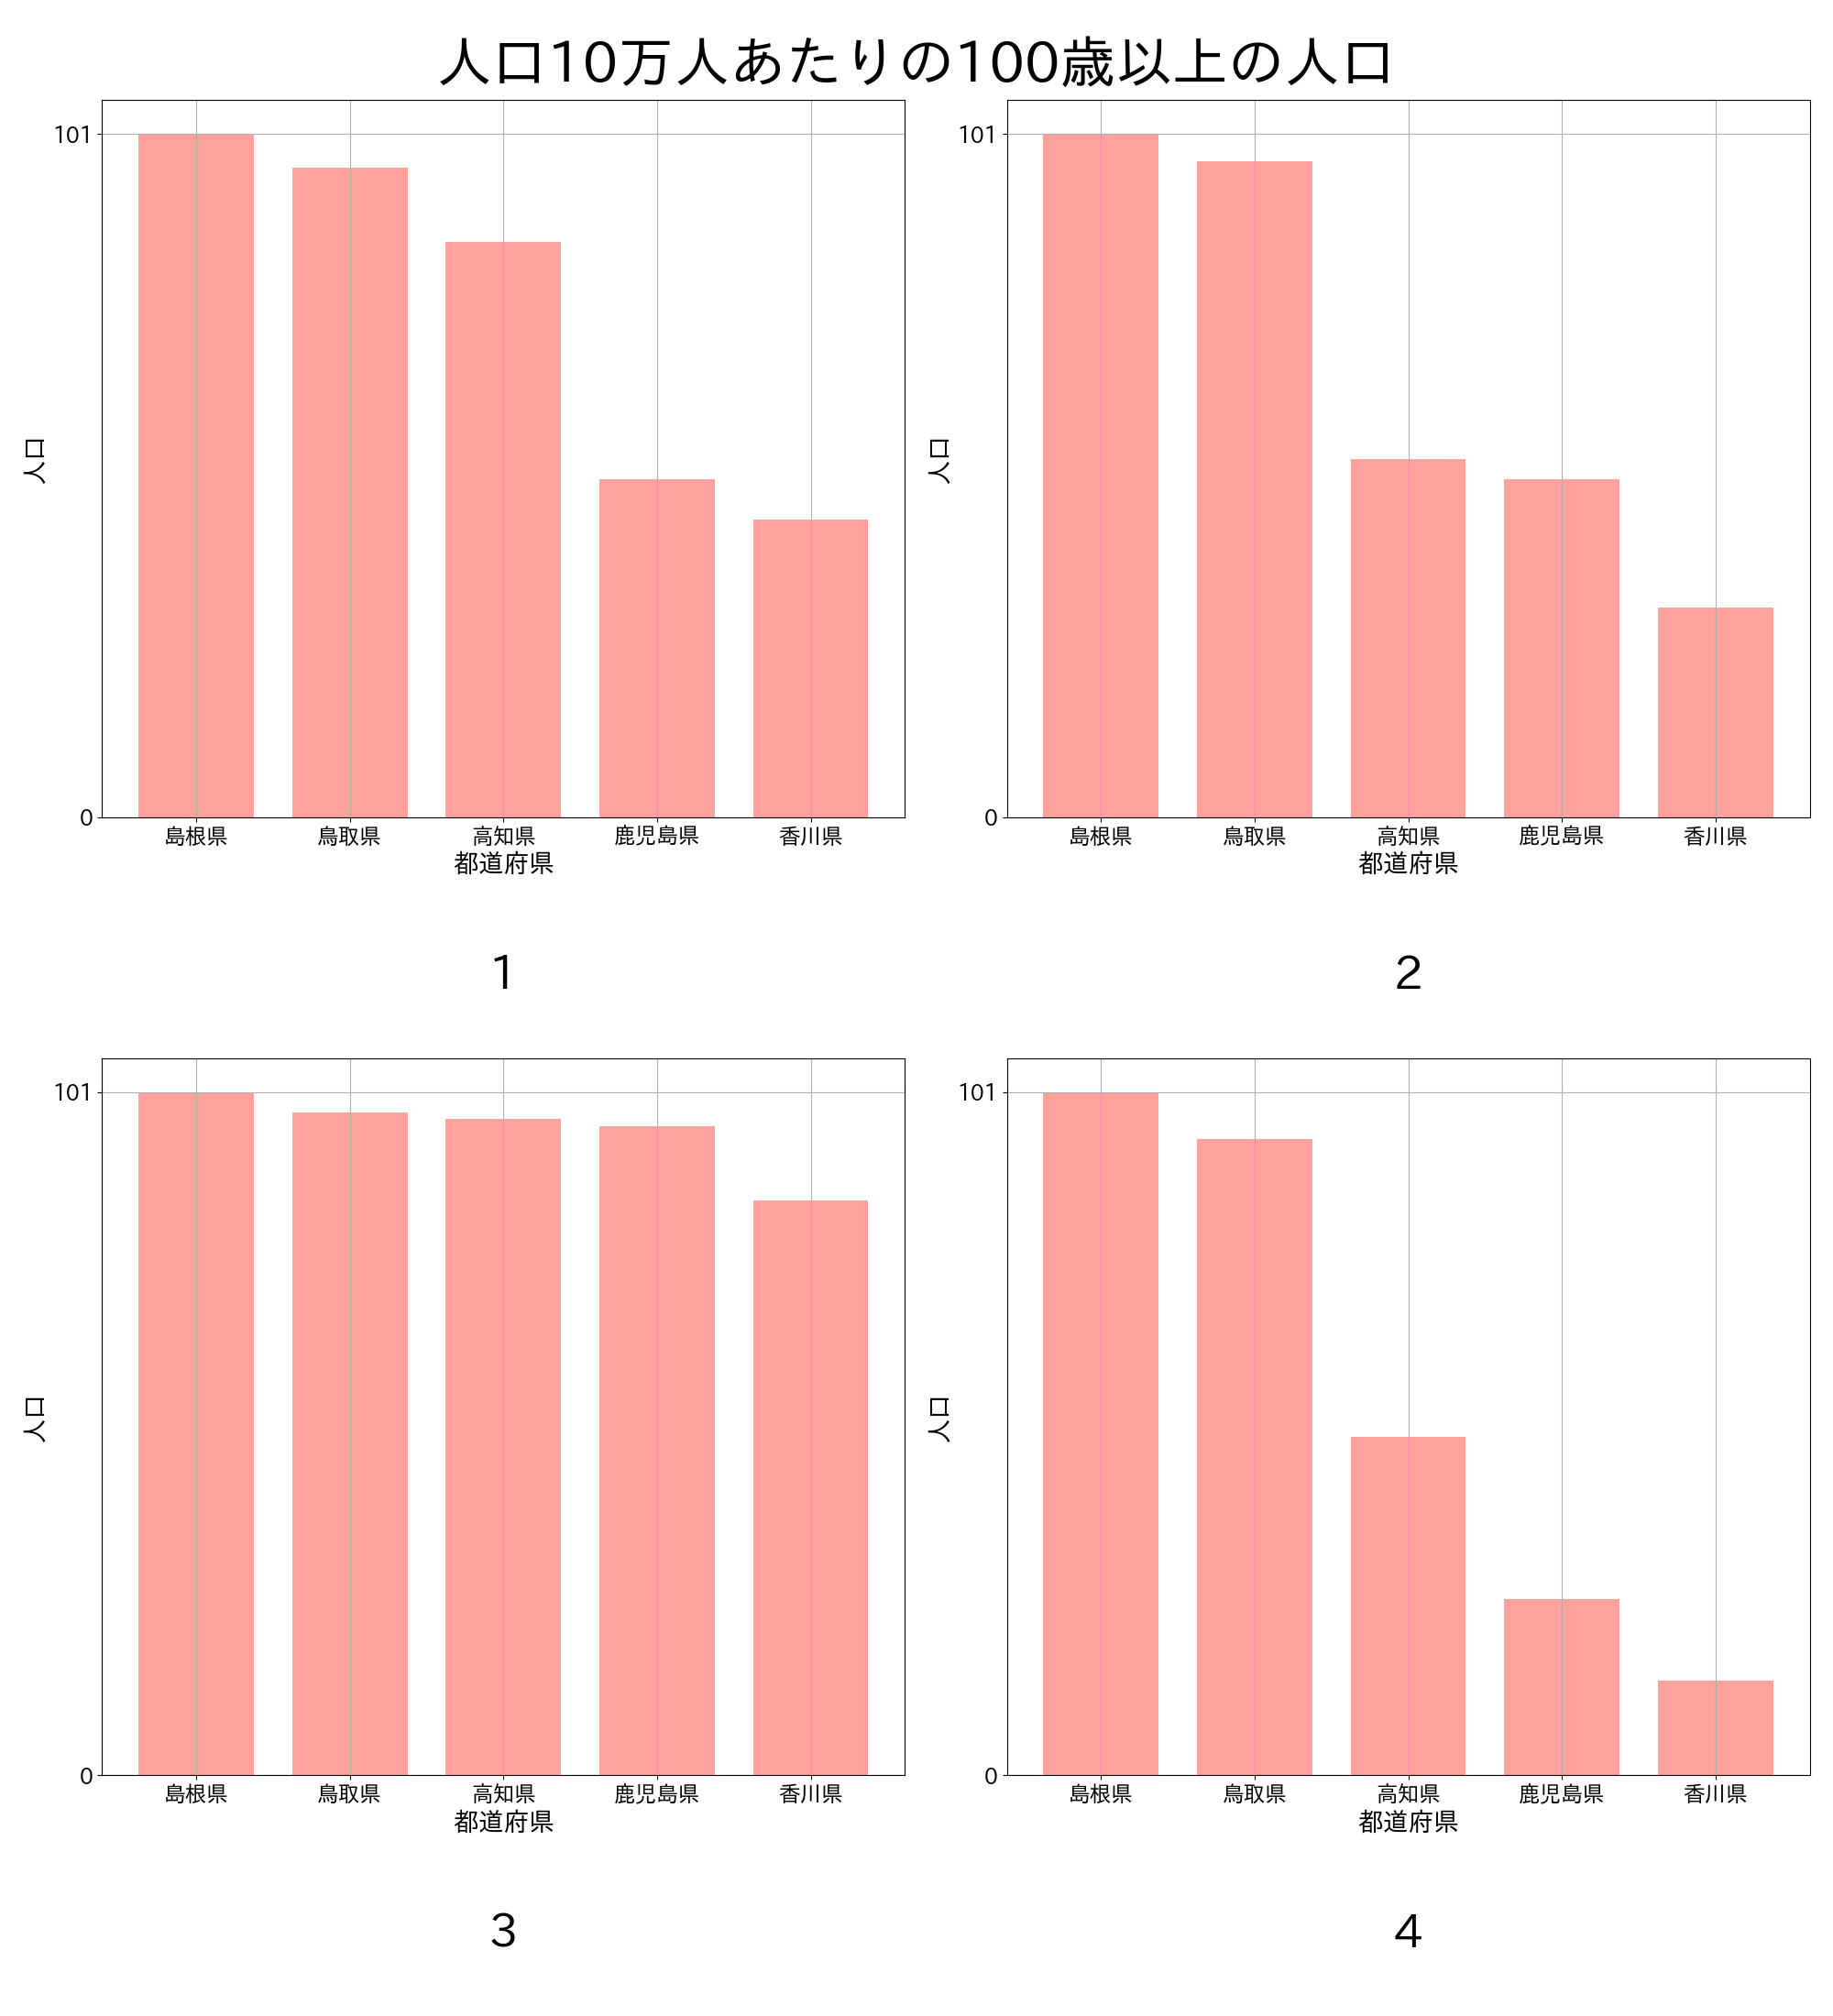 人口10万人あたりの100歳以上の人口
101
人口
0
島根県 鳥取県 高知県 鹿児島県 香川県
都道府県
1
101
人口
0
島根県 鳥取県 高知県 鹿児島県 香川県
都道府県
2
101
人口
0
島根県 鳥取県 高知県 鹿児島県 香川県
都道府県
3
101
人口
0
島根県 鳥取県 高知県 鹿児島県 香川県
都道府県
4